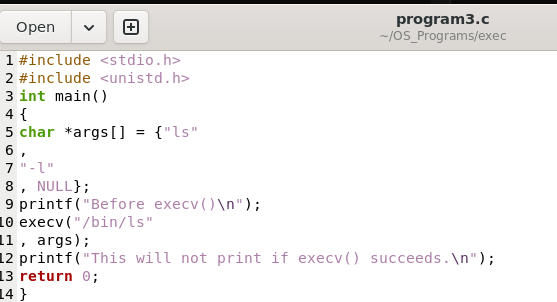 Open
program3.c
~/OS_Programs/exec
1 #include <stdio.h>
2 #include <unistd.h>
3 int main()
4 {
5 char *args[] = {"ls"
6 ,
7 "-l"
8 , NULL};
9 printf("Before execv()\n");
10 execv("/bin/ls"
11 , args);
12 printf("This will not print if execv() succeeds.\n");
13 return 0;
14 }